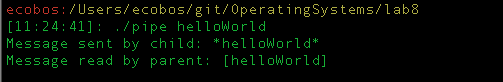 ecobos:/Users/ecobos/git/OperatingSystems/lab8
[11:24:41]: ./pipe helloWorld
Message sent by child: *helloWorld*
Message read by parent: [helloWorld]